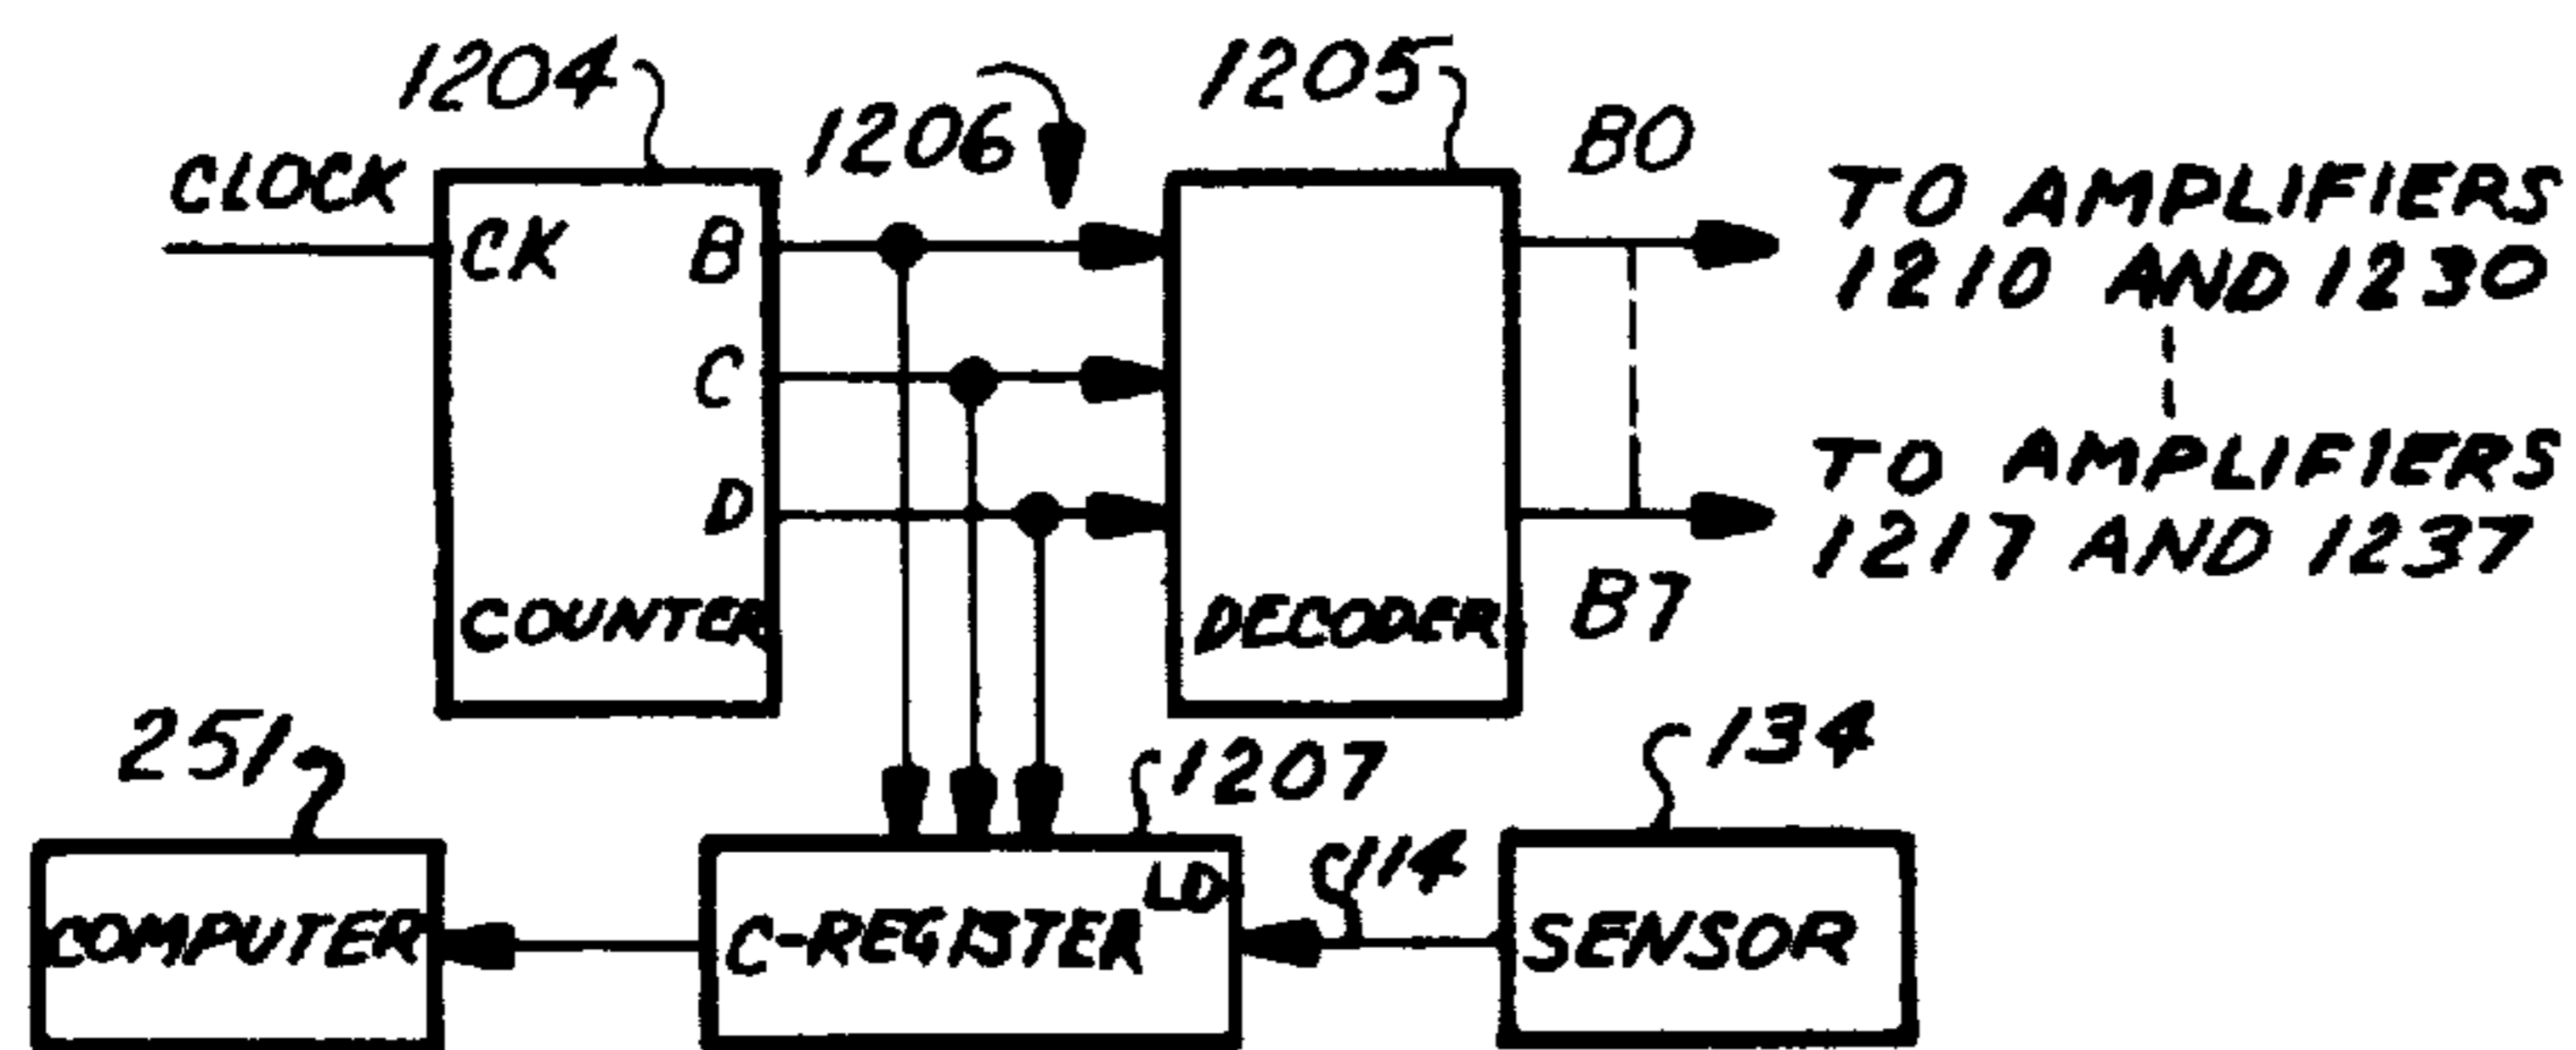 1204
1206
1205
B0
CLOCK
CK
B
TO AMPLIFIERS
1210 AND 1230
C
D
TO AMPLIFIERS
1217 AND 1237
COUNTER
DECODER
B7
251
1207
134
LD
114
COMPUTER
C-REGISTER
SENSOR